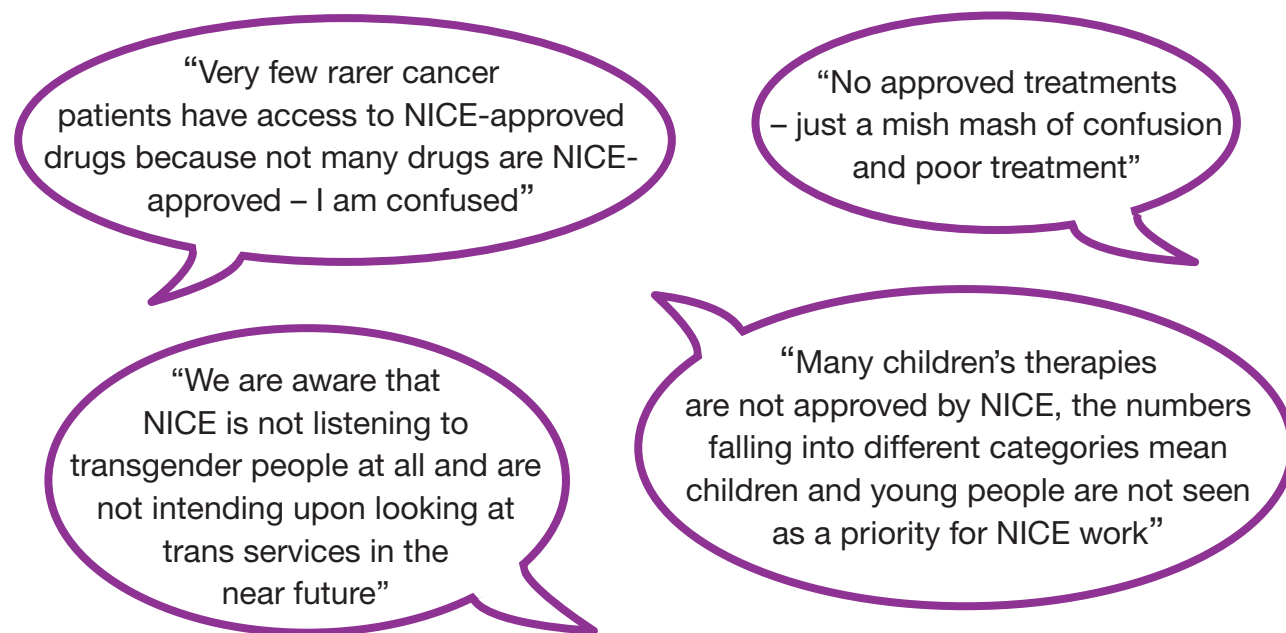 “Very few rarer cancer
patients have access to NICE-approved
drugs because not many drugs are NICE-
approved – I am confused”
“No approved treatments
– just a mish mash of confusion
and poor treatment”
“We are aware that
NICE is not listening to
transgender people at all and are
not intending upon looking at
trans services in the
near future”
“Many children’s therapies
are not approved by NICE, the numbers
falling into different categories mean
children and young people are not seen
as a priority for NICE work”